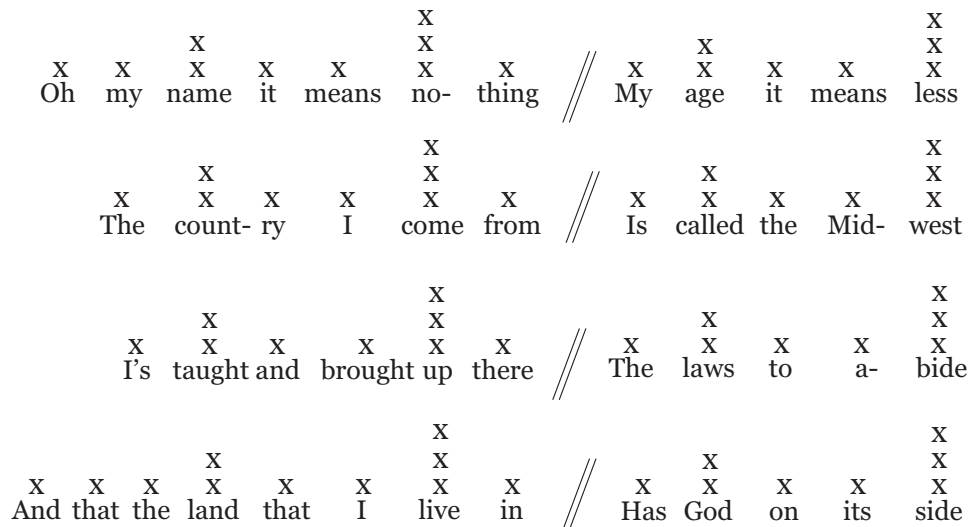 x x x x x x x x x x x x x x x x x x
Oh my name it means no- thing // My age it means less
x x x x x x x x x x x x x x x x x
The count- ry I come from // Is called the Mid- west
x x x x x x x x x x x x x x x x x
I's taught and brought up there // The laws to a- bide
x x x x x x x x x x x x x x x x x x x
And that the land that I live in // Has God on its side